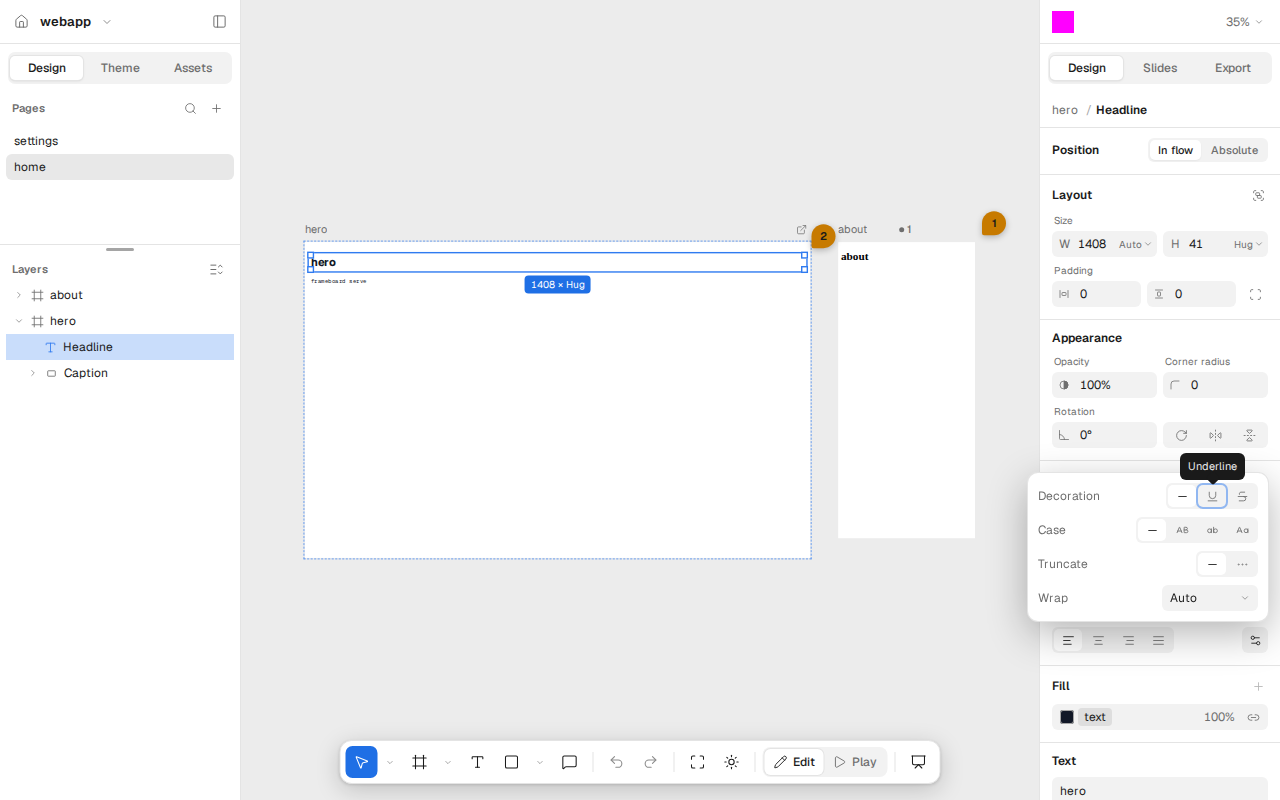 webapp
Design
Theme
Assets
Pages
settings
home
Layers
about
hero
Headline
Caption
hero
2
about
1
1
hero
frameboard serve
1408 × Hug
about
Edit
Play
35%
Design
Slides
Export
hero / Headline
Position
In flow
Absolute
Layout
Size
W 1408 Auto
H 41 Hug
Padding
0
0
Appearance
Opacity
Corner radius
100%
0
Rotation
0°
Underline
Decoration
Case
AB
ab
Aa
Truncate
Wrap
Auto
Fill
text
100%
Text
hero